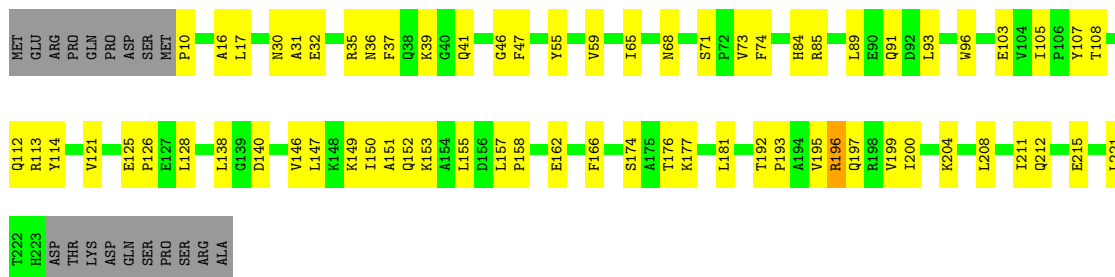 MET GLU ARG PRO GLN PRO ASP SER MET P10 A16 L17 N30 A31 E32 R35 N36 F37 Q38 K39 G40 Q41 G46 F47 Y55 V59 I65 N68 S71 P72 V73 F74 H84 R85 L89 E90 Q91 D92 L93 W96 E103 V104 I105 P106 Y107 T108
Q112 R113 Y114 V121 E125 P126 E127 L128 L138 G139 D140 V146 L147 K148 K149 I150 A151 Q152 K153 A154 L155 D156 L157 P158 E162 F166 S174 A175 T176 K177 L181 T192 P193 A194 V195 R196 Q197 R198 V199 I200 K204 L208 I211 Q212 E215
T222 H223 ASP THR LYS ASP GLN SER PRO SER ARG ALA